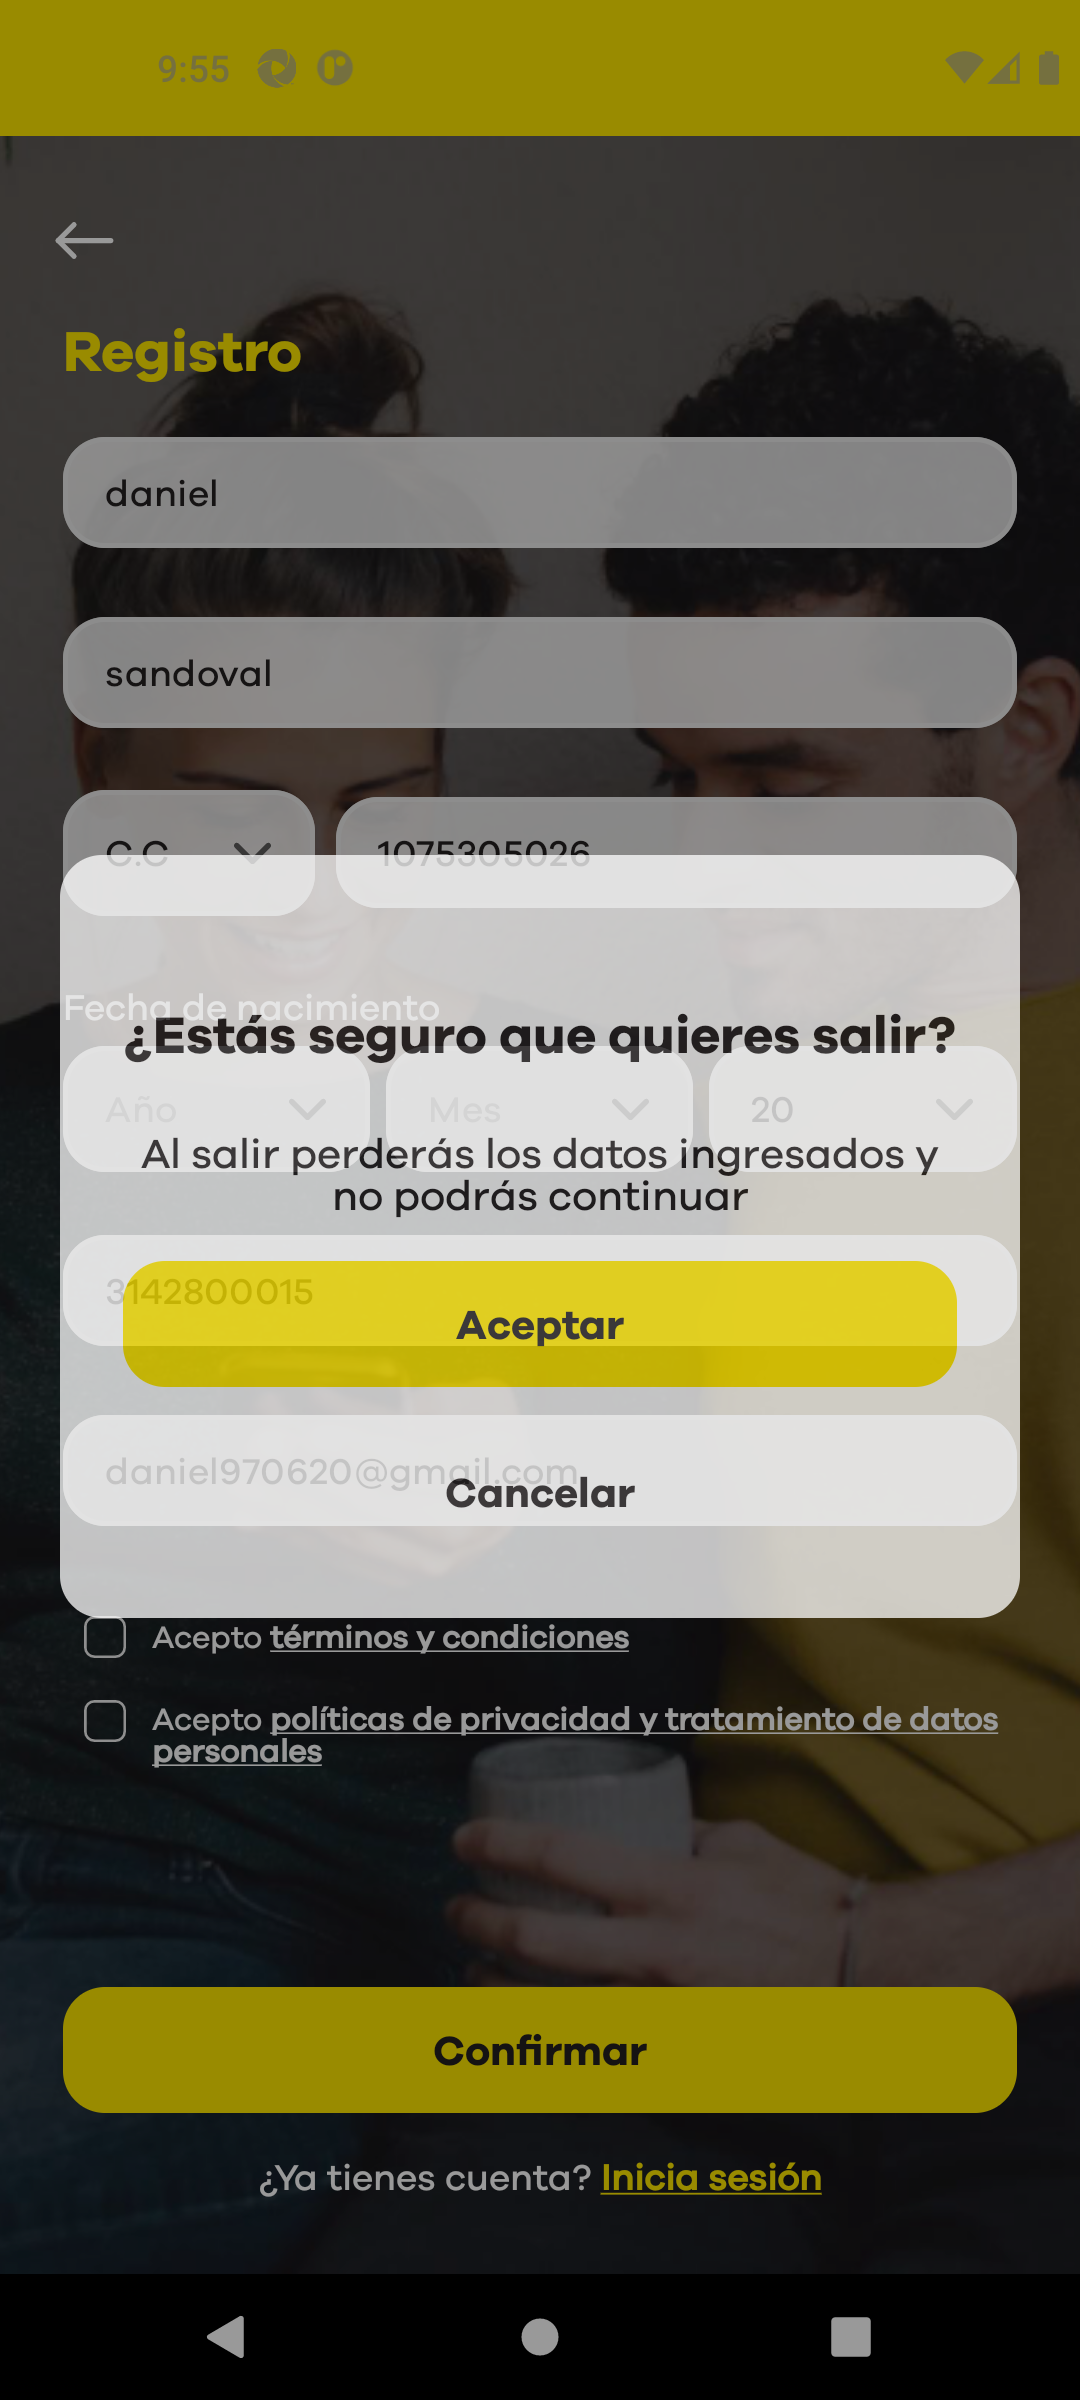 9:55
Registro
daniel
sandoval
C.C
1075305026
Fecha de nacimiento
¿Estás seguro que quieres salir?
Año
Mes
20
Al salir perderás los datos ingresados y
no podrás continuar
3142800015
Aceptar
daniel970620@gmail.com
Cancelar
Acepto términos y condiciones
Acepto políticas de privacidad y tratamiento de datos
personales
Confirmar
¿Ya tienes cuenta? Inicia sesión